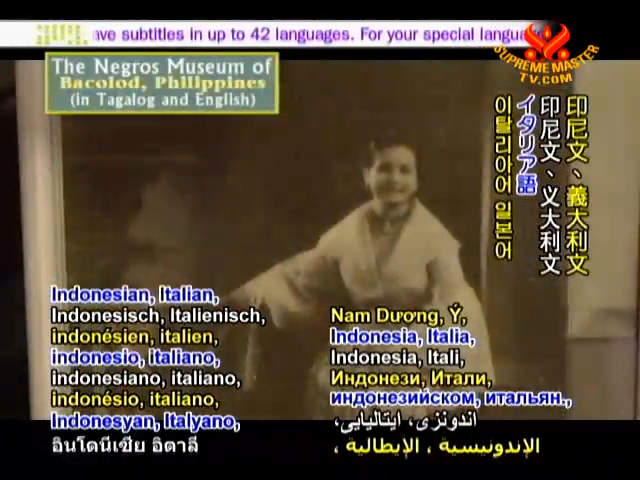 ave subtitles in up to 42 languages. For your special langua
SUPREME MASTER
TV.COM
The Negros Museum of
Bacolod, Philippines
(in Tagalog and English)
印尼文、義大利文
印尼文、义大利文
イタリア語
이탈리아어 일본어
Indonesian, Italian,
Indonesisch, Italienisch,
indonésien, italien,
indonesio, italiano,
indonesiano, italiano,
indonésio, italiano,
Indonesyan, Italyano,
อินโดนีเซีย อิตาลี
Nam Dương, Ý,
Indonesia, Italia,
Indonesia, Itali,
Индонези, Итали,
индонезийском, итальян.,
اندونزی، ایتالیایی،
الإندونيسية ، الإيطالية ،